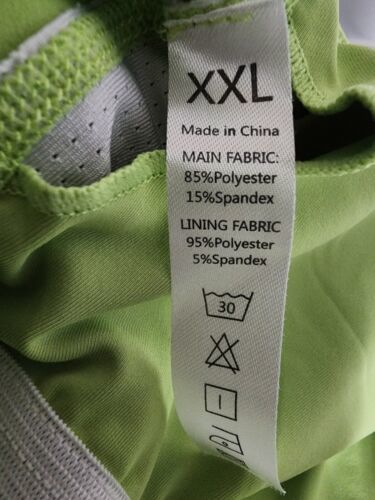 XXL
Made in China
MAIN FABRIC:
85%Polyester
15%Spandex
LINING FABRIC
95%Polyester
5%Spandex
30